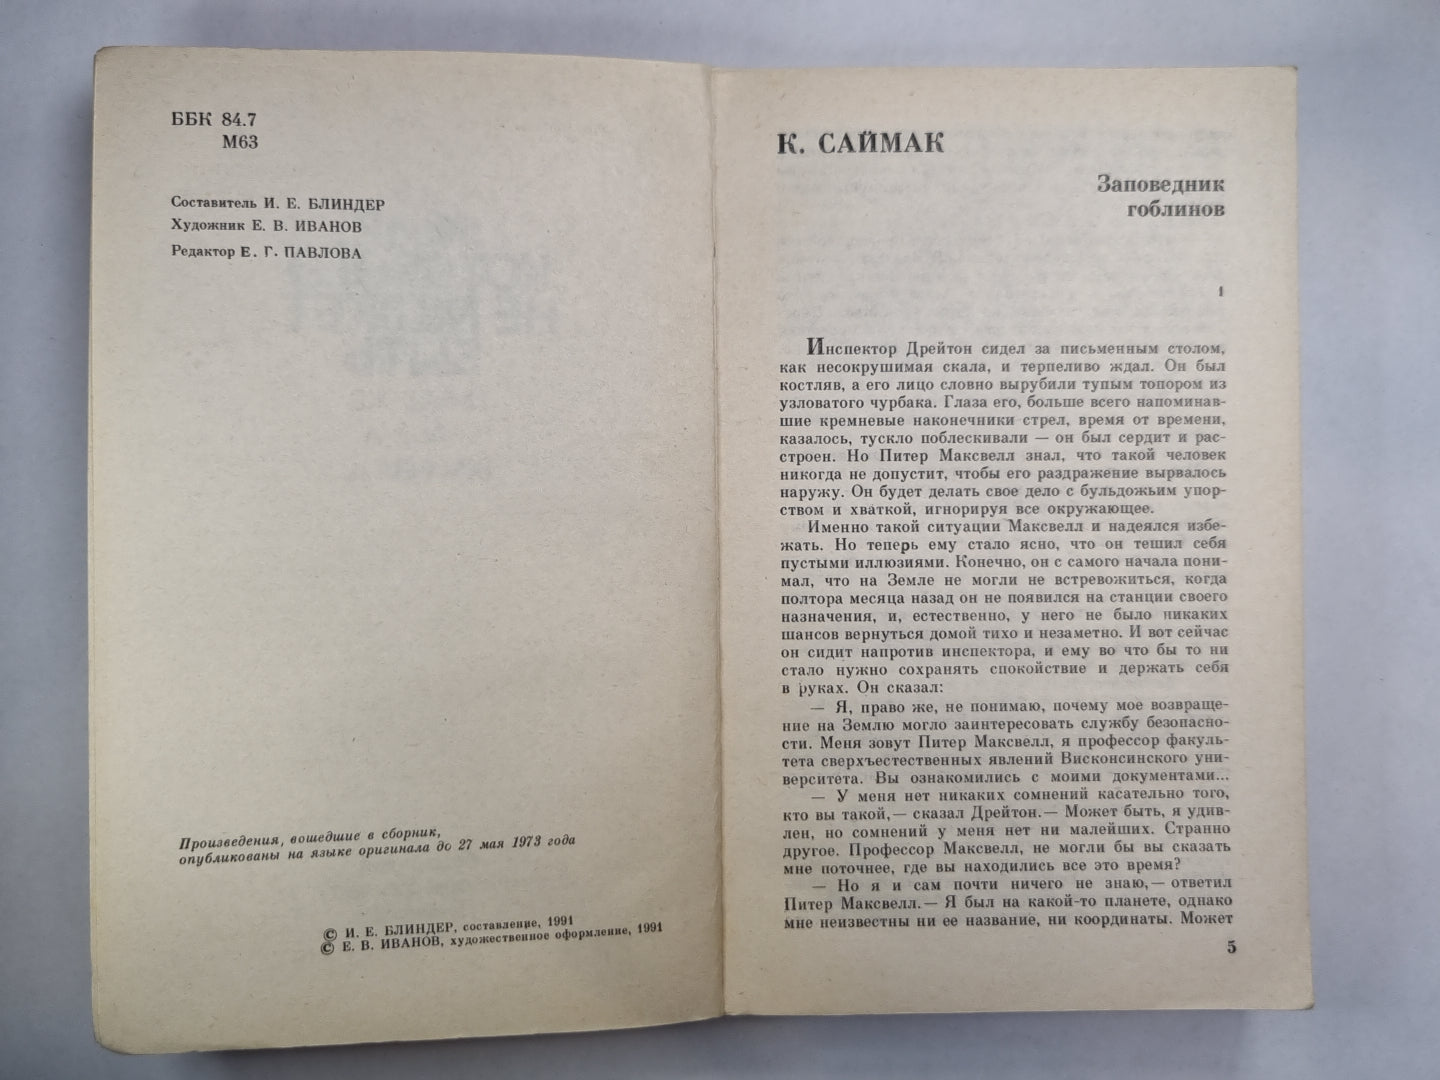 ББК 84.7
М63
Составитель И. Е. БЛИНДЕР
Художник Е. В. ИВАНОВ
Редактор Е. Г. ПАВЛОВА
Произведения, вошедшие в сборник,
опубликованы на языке оригинала до 27 мая 1973 года
© И. Е. БЛИНДЕР, составление, 1991
© Е. В. ИВАНОВ, художественное оформление, 1991
К. САЙМАК
Заповедник
гоблинов
1
Инспектор Дрейтон сидел за письменным столом,
как несокрушимая скала, и терпеливо ждал. Он был
костляв, а его лицо словно вырубили тупым топором из
узловатого чурбака. Глаза его, больше всего напоминав-
шие кремневые наконечники стрел, время от времени,
казалось, тускло поблескивали — он был сердит и рас-
строен. Но Питер Максвелл знал, что такой человек
никогда не допустит, чтобы его раздражение вырвалось
наружу. Он будет делать свое дело с бульдожьим упор-
ством и хваткой, игнорируя все окружающее.
Именно такой ситуации Максвелл и надеялся избе-
жать. Но теперь ему стало ясно, что он тешил себя
пустыми иллюзиями. Конечно, он с самого начала пони-
мал, что на Земле не могли не встревожиться, когда
полтора месяца назад он не появился на станции своего
назначения, и, естественно, у него не было никаких
шансов вернуться домой тихо и незаметно. И вот сейчас
он сидит напротив инспектора, и ему во что бы то ни
стало нужно сохранять спокойствие и держать себя
в руках. Он сказал:
— Я, право же, не понимаю, почему мое возвраще-
ние на Землю могло заинтересовать службу безопасно-
сти. Меня зовут Питер Максвелл, я профессор факуль-
тета сверхъестественных явлений Висконсинского уни-
верситета. Вы ознакомились с моими документами...
— У меня нет никаких сомнений касательно того,
кто вы такой,— сказал Дрейтон.— Может быть, я удив-
лен, но сомнений у меня нет ни малейших. Странно
другое. Профессор Максвелл, не могли бы вы сказать
мне поточнее, где вы находились все это время?
— Но я и сам почти ничего не знаю,— ответил
Питер Максвелл.— Я был на какой-то планете, однако
мне неизвестны ни ее название, ни координаты. Может
5